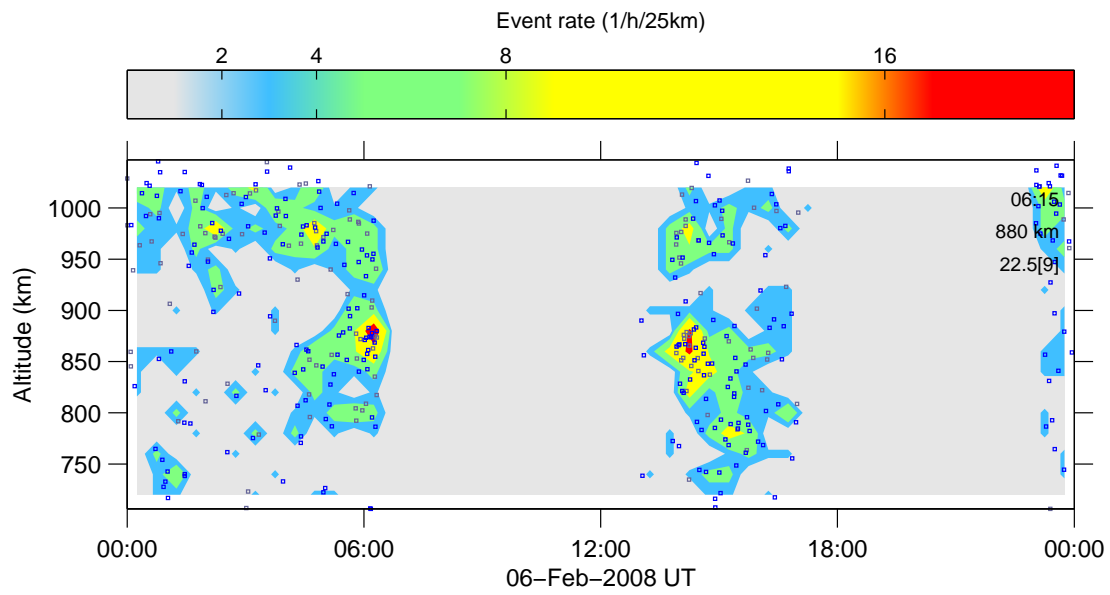 Event rate (1/h/25km)
2 4 8 16
1000
950
900
850
800
750
Altitude (km)
06:15
880 km
22.5[9]
00:00 06:00 12:00 18:00 00:00
06−Feb−2008 UT